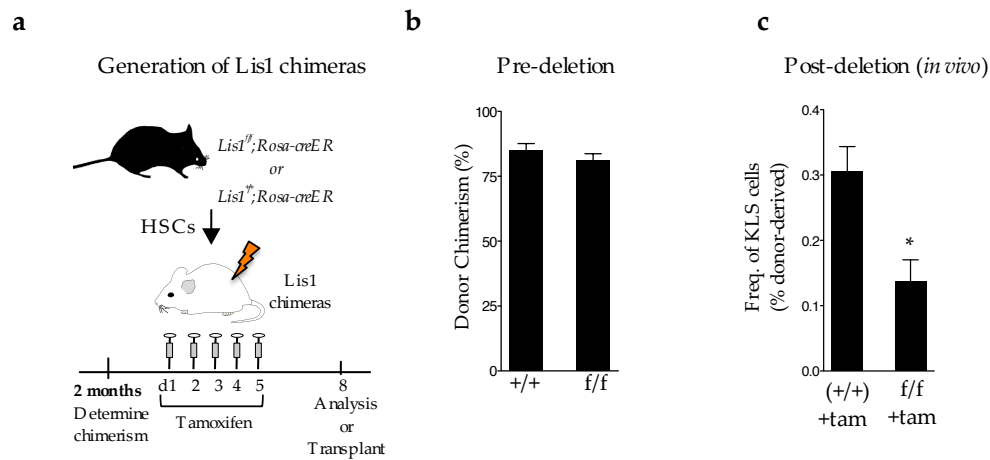 a
Generation of Lis1 chimeras
Lis1f/f;Rosa-creER
or
Lis1+/+;Rosa-creER
HSCs
Lis1
chimeras
2 months
Determine
chimerism
d1 2 3 4 5
Tamoxifen
8
Analysis
or
Transplant
b
Pre-deletion
Donor Chimerism (%)
100
75
50
25
0
+/+ f/f
c
Post-deletion (in vivo)
Freq. of KLS cells
(% donor-derived)
0.4
0.3
0.2
0.1
0.0
*
(+/+) f/f
+tam +tam